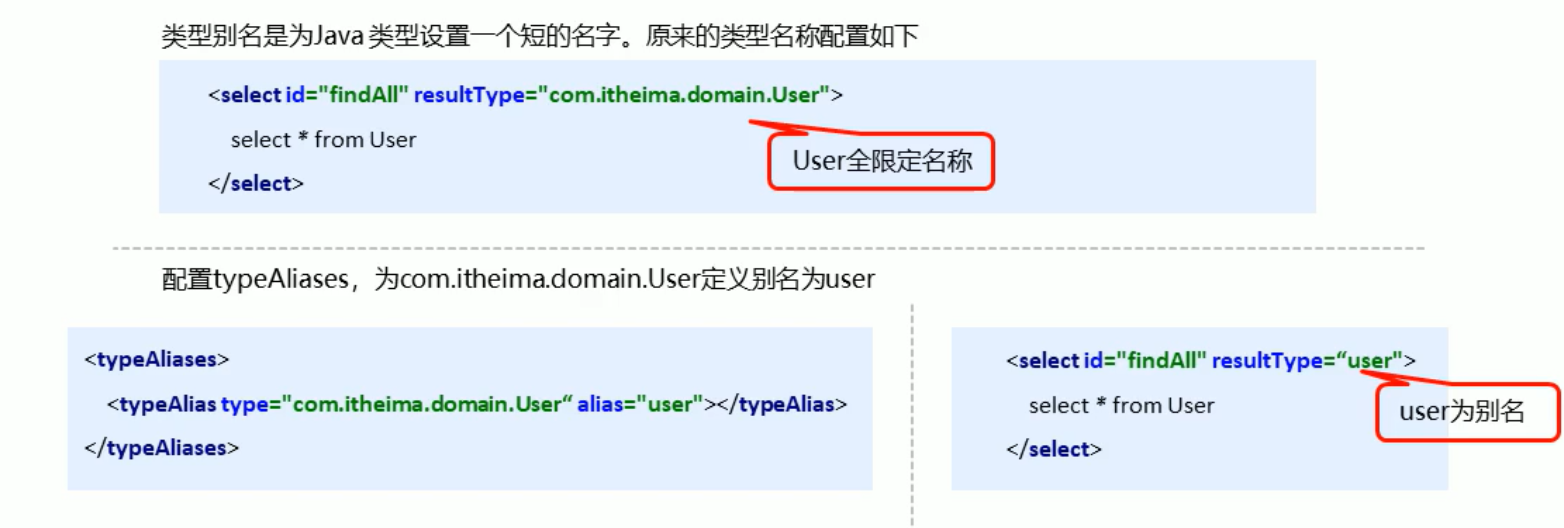 类型别名是为Java 类型设置一个短的名字。原来的类型名称配置如下
<select id="findAll" resultType="com.itheima.domain.User">
select * from User
</select>
User全限定名称
配置typeAliases，为com.itheima.domain.User定义别名为user
<typeAliases>
<typeAlias type="com.itheima.domain.User“ alias="user"></typeAlias>
</typeAliases>
<select id="findAll" resultType=“user">
select * from User
</select>
user为别名